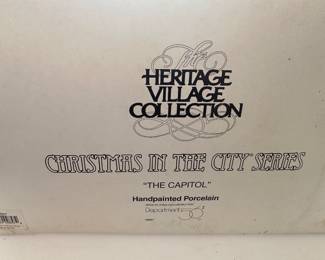 The
HERITAGE
VILLAGE
COLLECTION
CHRISTMAS IN THE CITY SERIES
"THE CAPITOL"
Handpainted Porcelain
Department 56